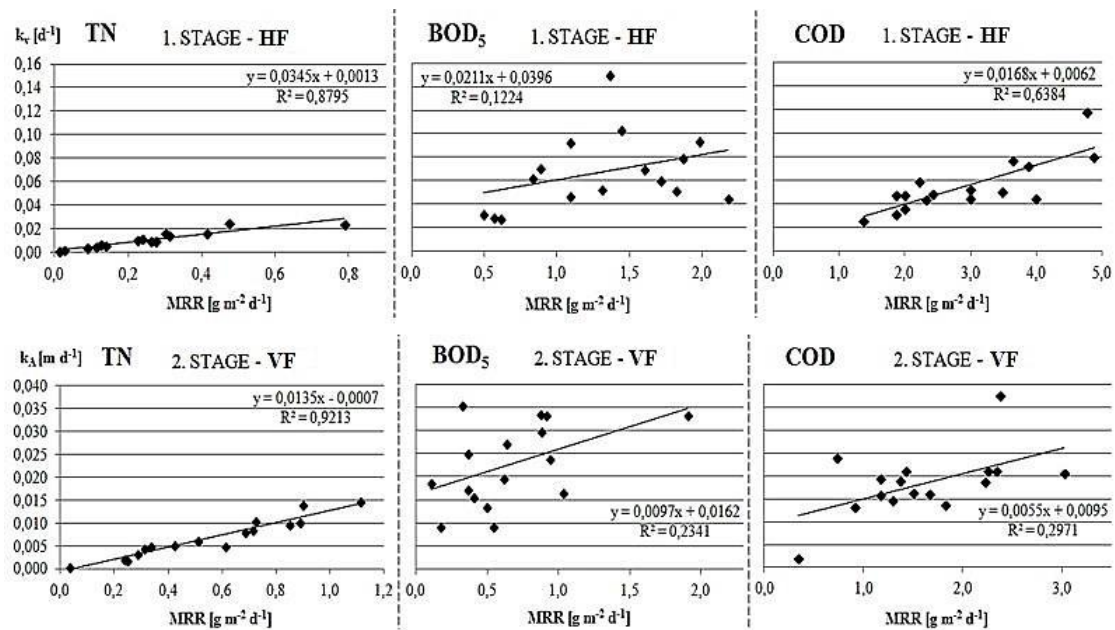 kv [d-1] TN 1. STAGE - HF
0,16
0,14
0,12
0,10
0,08
0,06
0,04
0,02
0,00
y = 0,0345x + 0,0013
R² = 0,8795
0,0 0,2 0,4 0,6 0,8
MRR [g m-2 d-1]
BOD5 1. STAGE - HF
y = 0,0211x + 0,0396
R² = 0,1224
0,0 0,5 1,0 1,5 2,0
MRR [g m-2 d-1]
COD 1. STAGE - HF
y = 0,0168x + 0,0062
R² = 0,6384
0,0 1,0 2,0 3,0 4,0 5,0
MRR [g m-2 d-1]
kA [m d-1] TN 2. STAGE - VF
0,040
0,035
0,030
0,025
0,020
0,015
0,010
0,005
0,000
y = 0,0135x - 0,0007
R² = 0,9213
0,0 0,2 0,4 0,6 0,8 1,0 1,2
MRR [g m-2 d-1]
BOD5 2. STAGE - VF
y = 0,0097x + 0,0162
R² = 0,2341
0,0 0,5 1,0 1,5 2,0
MRR [g m-2 d-1]
COD 2. STAGE - VF
y = 0,0055x + 0,0095
R² = 0,2971
0,0 1,0 2,0 3,0
MRR [g m-2 d-1]